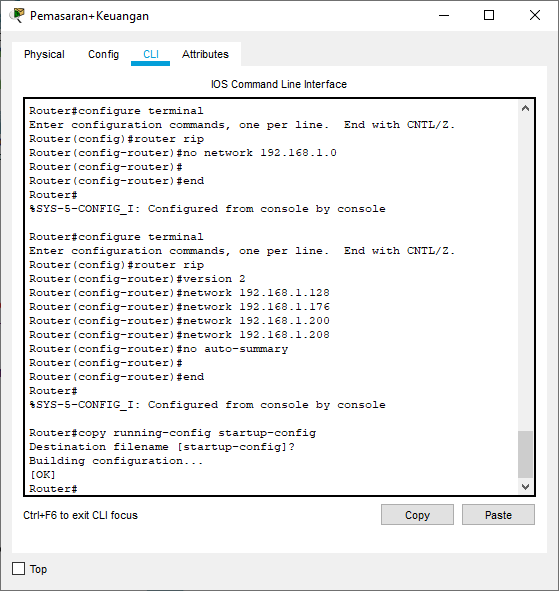 Pemasaran+Keuangan
Physical Config CLI Attributes
IOS Command Line Interface
Router#configure terminal
Enter configuration commands, one per line.  End with CNTL/Z.
Router(config)#router rip
Router(config-router)#no network 192.168.1.0
Router(config-router)#
Router(config-router)#end
Router#
%SYS-5-CONFIG_I: Configured from console by console
Router#configure terminal
Enter configuration commands, one per line.  End with CNTL/Z.
Router(config)#router rip
Router(config-router)#version 2
Router(config-router)#network 192.168.1.128
Router(config-router)#network 192.168.1.176
Router(config-router)#network 192.168.1.200
Router(config-router)#network 192.168.1.208
Router(config-router)#no auto-summary
Router(config-router)#
Router(config-router)#end
Router#
%SYS-5-CONFIG_I: Configured from console by console
Router#copy running-config startup-config
Destination filename [startup-config]?
Building configuration...
[OK]
Router#
Ctrl+F6 to exit CLI focus
Copy Paste
Top